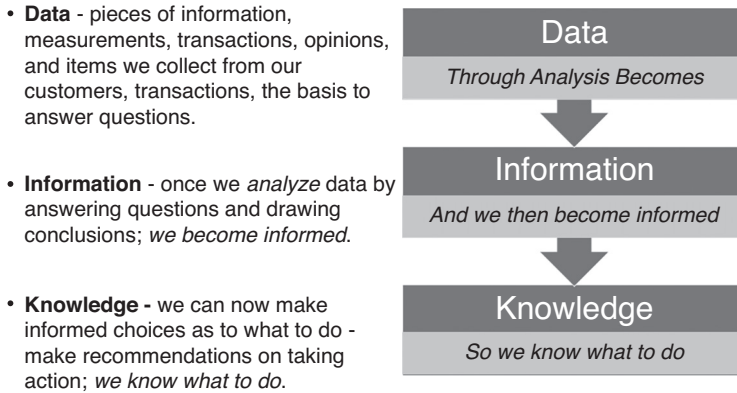 • Data - pieces of information,
measurements, transactions, opinions,
and items we collect from our
customers, transactions, the basis to
answer questions.
• Information - once we analyze data by
answering questions and drawing
conclusions; we become informed.
• Knowledge - we can now make
informed choices as to what to do -
make recommendations on taking
action; we know what to do.
Data
Through Analysis Becomes
Information
And we then become informed
Knowledge
So we know what to do